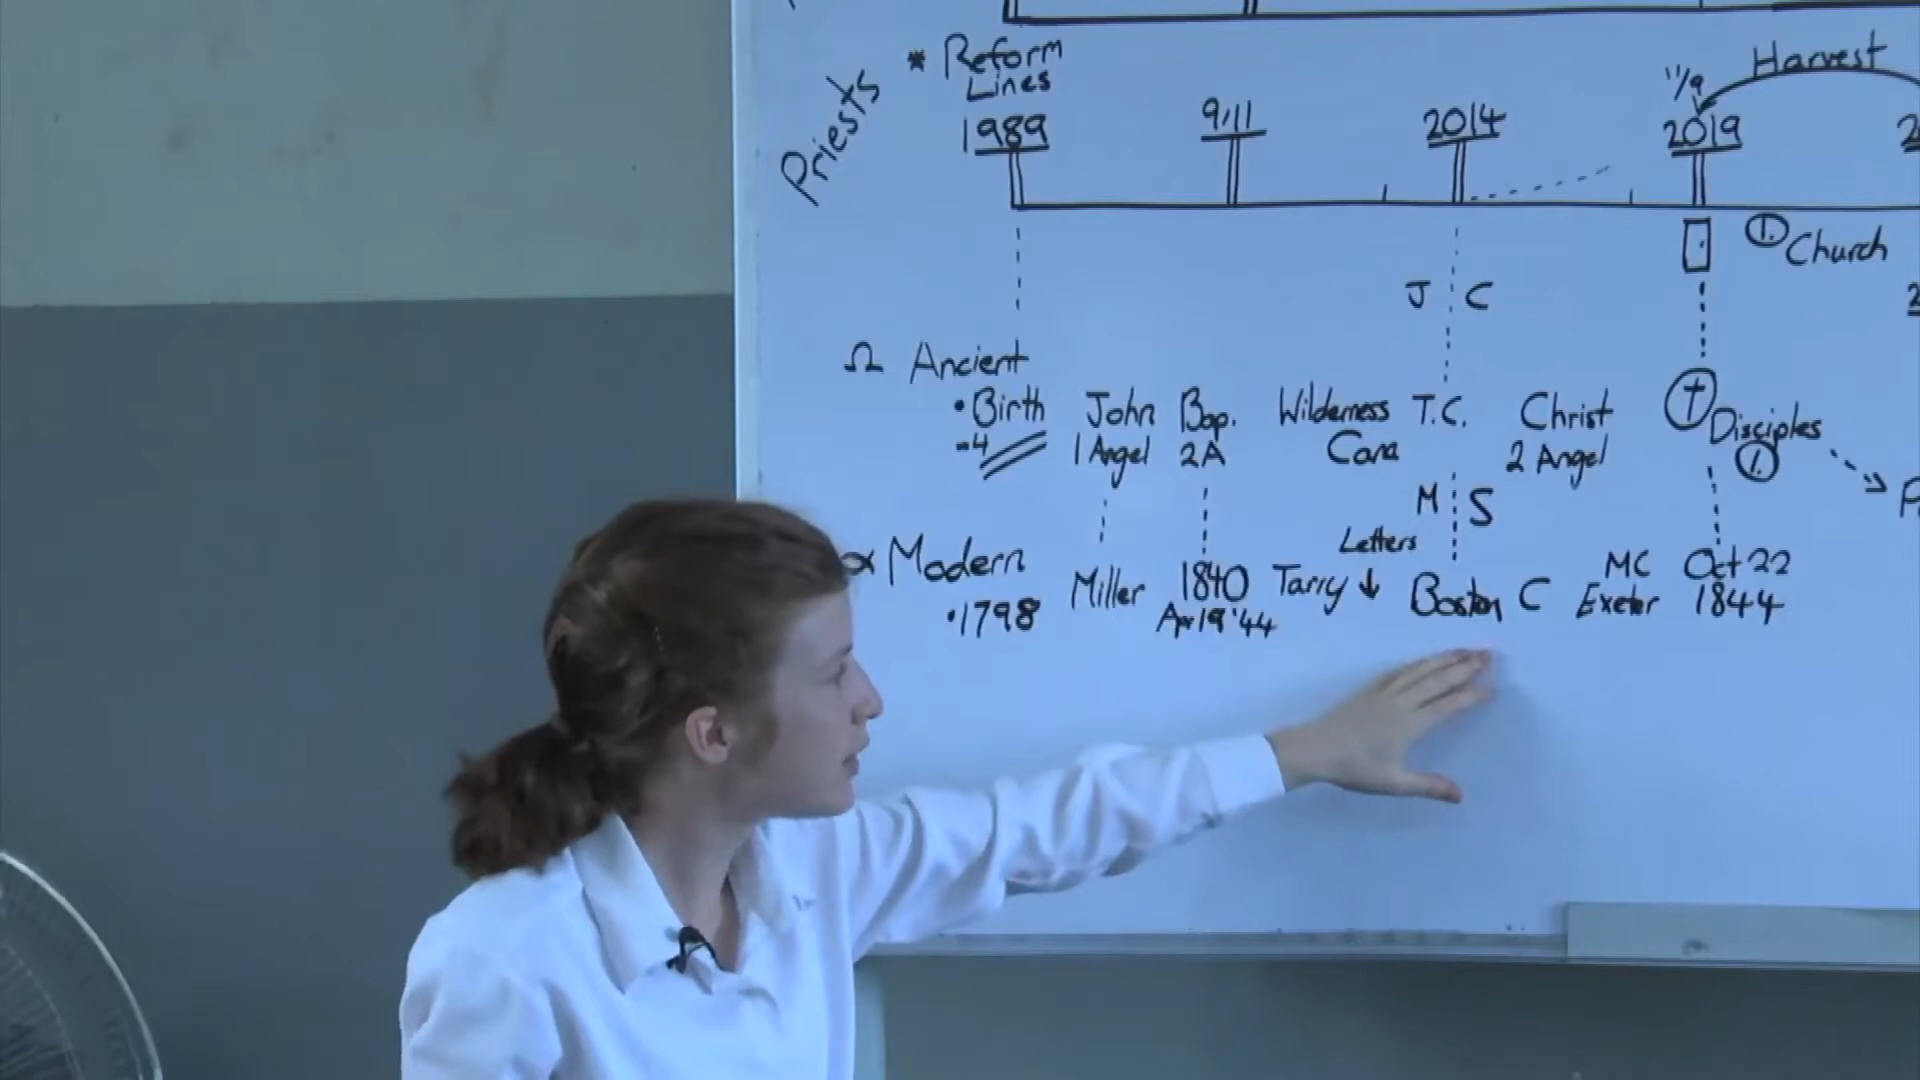 Priests
* Reform
Lines
1989 9/11 2014 11/9 2019
Harvest
1. Church
J C
Ω Ancient
• Birth John Bap. Wilderness T.C. Christ † Disciples
-4 1 Angel 2A Cana 2 Angel 1.
M S
Letters
α Modern MC Oct 22
• 1798 Miller 1840 Tarry ↓ Boston C Exeter 1844
Apr 19 '44